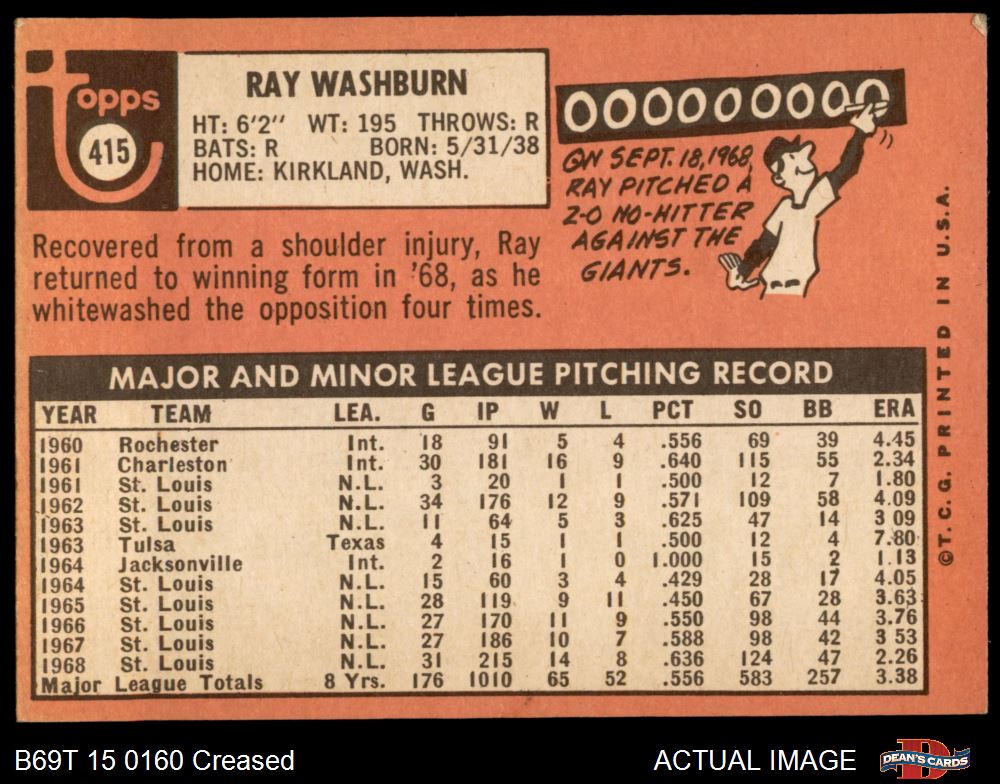 topps
415
RAY WASHBURN
HT: 6'2" WT: 195 THROWS: R
BATS: R BORN: 5/31/38
HOME: KIRKLAND, WASH.
000000000
ON SEPT. 18, 1968,
RAY PITCHED A
2-0 NO-HITTER
AGAINST THE
GIANTS.
Recovered from a shoulder injury, Ray
returned to winning form in '68, as he
whitewashed the opposition four times.
MAJOR AND MINOR LEAGUE PITCHING RECORD
YEAR TEAM LEA. G IP W L PCT SO BB ERA
1960 Rochester Int. 18 91 5 4 .556 69 39 4.45
1961 Charleston Int. 30 181 16 9 .640 115 55 2.34
1961 St. Louis N.L. 3 20 1 1 .500 12 7 1.80
1962 St. Louis N.L. 34 176 12 9 .571 109 58 4.09
1963 St. Louis N.L. 11 64 5 3 .625 47 14 3 09
1963 Tulsa Texas 4 15 1 1 .500 12 4 7.80
1964 Jacksonville Int. 2 16 1 0 1.000 15 2 1.13
1964 St. Louis N.L. 15 60 3 4 .429 28 17 4.05
1965 St. Louis N.L. 28 119 9 11 .450 67 28 3.63
1966 St. Louis N.L. 27 170 11 9 .550 98 44 3.76
1967 St. Louis N.L. 27 186 10 7 .588 98 42 3 53
1968 St. Louis N.L. 31 215 14 8 .636 124 47 2.26
Major League Totals 8 Yrs. 176 1010 65 52 .556 583 257 3.38
© T. C. G. PRINTED IN U.S.A.
B69T 15 0160 Creased
ACTUAL IMAGE
D
DEAN'S CARDS